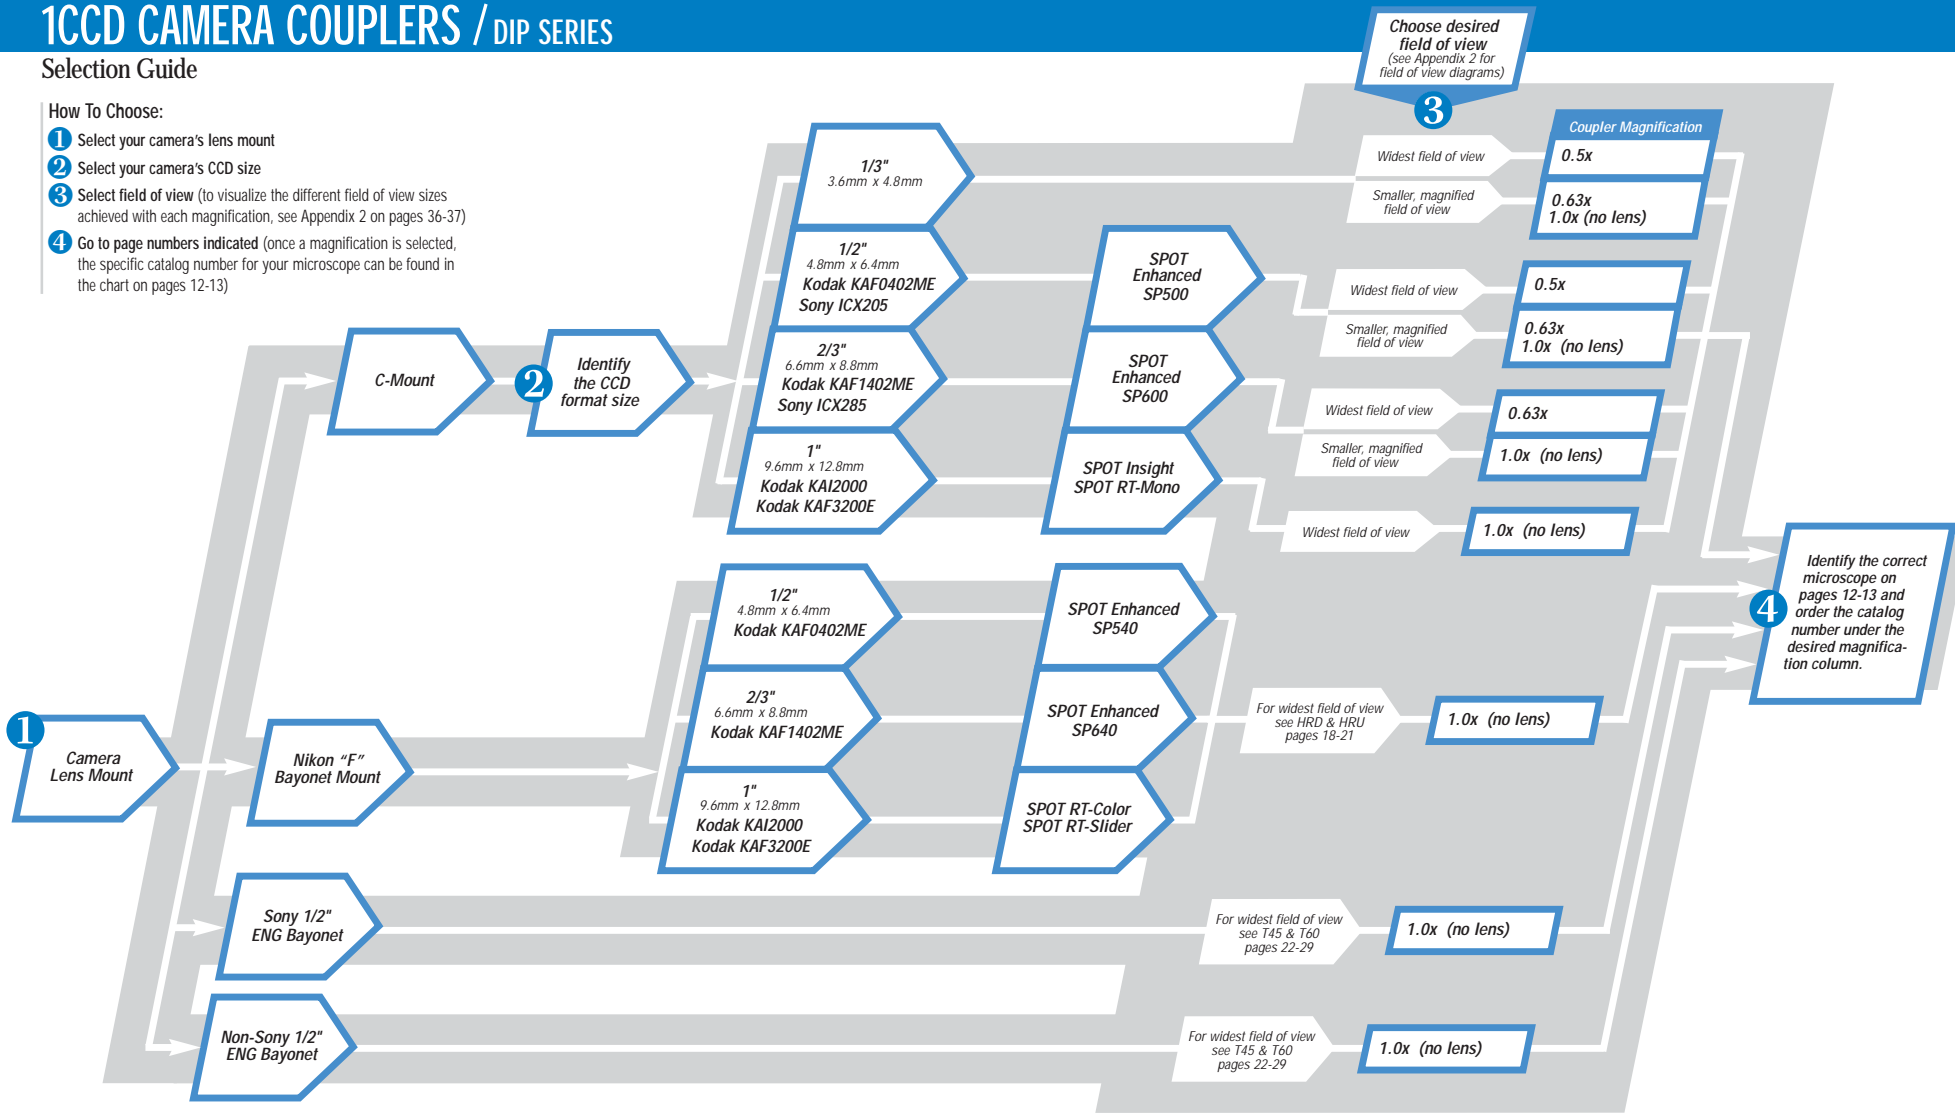 1CCD CAMERA COUPLERS / DIP SERIES
Selection Guide
How To Choose:
1 Select your camera's lens mount
2 Select your camera's CCD size
3 Select field of view (to visualize the different field of view sizes
achieved with each magnification, see Appendix 2 on pages 36-37)
4 Go to page numbers indicated (once a magnification is selected,
the specific catalog number for your microscope can be found in
the chart on pages 12-13)
1
Camera
Lens Mount
C-Mount
Nikon “F”
Bayonet Mount
Sony 1/2"
ENG Bayonet
Non-Sony 1/2"
ENG Bayonet
2
Identify
the CCD
format size
1/3"
3.6mm x 4.8mm
1/2"
4.8mm x 6.4mm
Kodak KAF0402ME
Sony ICX205
2/3"
6.6mm x 8.8mm
Kodak KAF1402ME
Sony ICX285
1"
9.6mm x 12.8mm
Kodak KAI2000
Kodak KAF3200E
1/2"
4.8mm x 6.4mm
Kodak KAF0402ME
2/3"
6.6mm x 8.8mm
Kodak KAF1402ME
1"
9.6mm x 12.8mm
Kodak KAI2000
Kodak KAF3200E
SPOT
Enhanced
SP500
SPOT
Enhanced
SP600
SPOT Insight
SPOT RT-Mono
SPOT Enhanced
SP540
SPOT Enhanced
SP640
SPOT RT-Color
SPOT RT-Slider
Choose desired
field of view
(see Appendix 2 for
field of view diagrams)
3
Coupler Magnification
Widest field of view
0.5x
Smaller, magnified
field of view
0.63x
1.0x (no lens)
Widest field of view
0.5x
Smaller, magnified
field of view
0.63x
1.0x (no lens)
Widest field of view
0.63x
Smaller, magnified
field of view
1.0x (no lens)
Widest field of view
1.0x (no lens)
For widest field of view
see HRD & HRU
pages 18-21
1.0x (no lens)
For widest field of view
see T45 & T60
pages 22-29
1.0x (no lens)
For widest field of view
see T45 & T60
pages 22-29
1.0x (no lens)
4
Identify the correct
microscope on
pages 12-13 and
order the catalog
number under the
desired magnifica-
tion column.